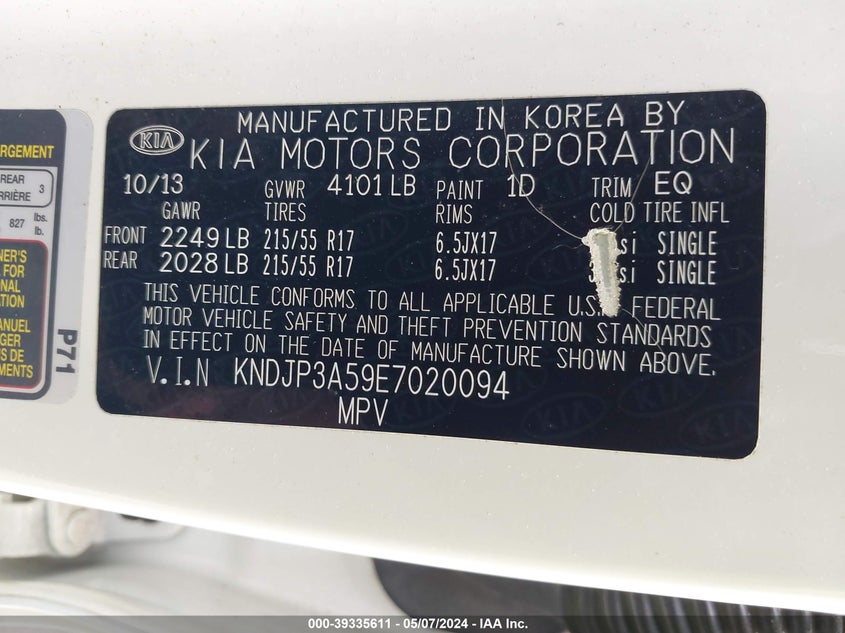 MANUFACTURED IN KOREA BY
KIA KIA MOTORS CORPORATION
10/13 GVWR 4101 LB PAINT 1D TRIM EQ
GAWR TIRES RIMS COLD TIRE INFL
FRONT 2249 LB 215/55 R17 6.5JX17 SINGLE
REAR 2028 LB 215/55 R17 6.5JX17 SINGLE
THIS VEHICLE CONFORMS TO ALL APPLICABLE FEDERAL
MOTOR VEHICLE SAFETY AND THEFT PREVENTION STANDARDS
IN EFFECT ON THE DATE OF MANUFACTURE SHOWN ABOVE.
V.I.N KNDJP3A59E7020094
MPV
REAR 3
827 lbs.
lb.
P71
000-39335611 - 05/07/2024 - IAA Inc.